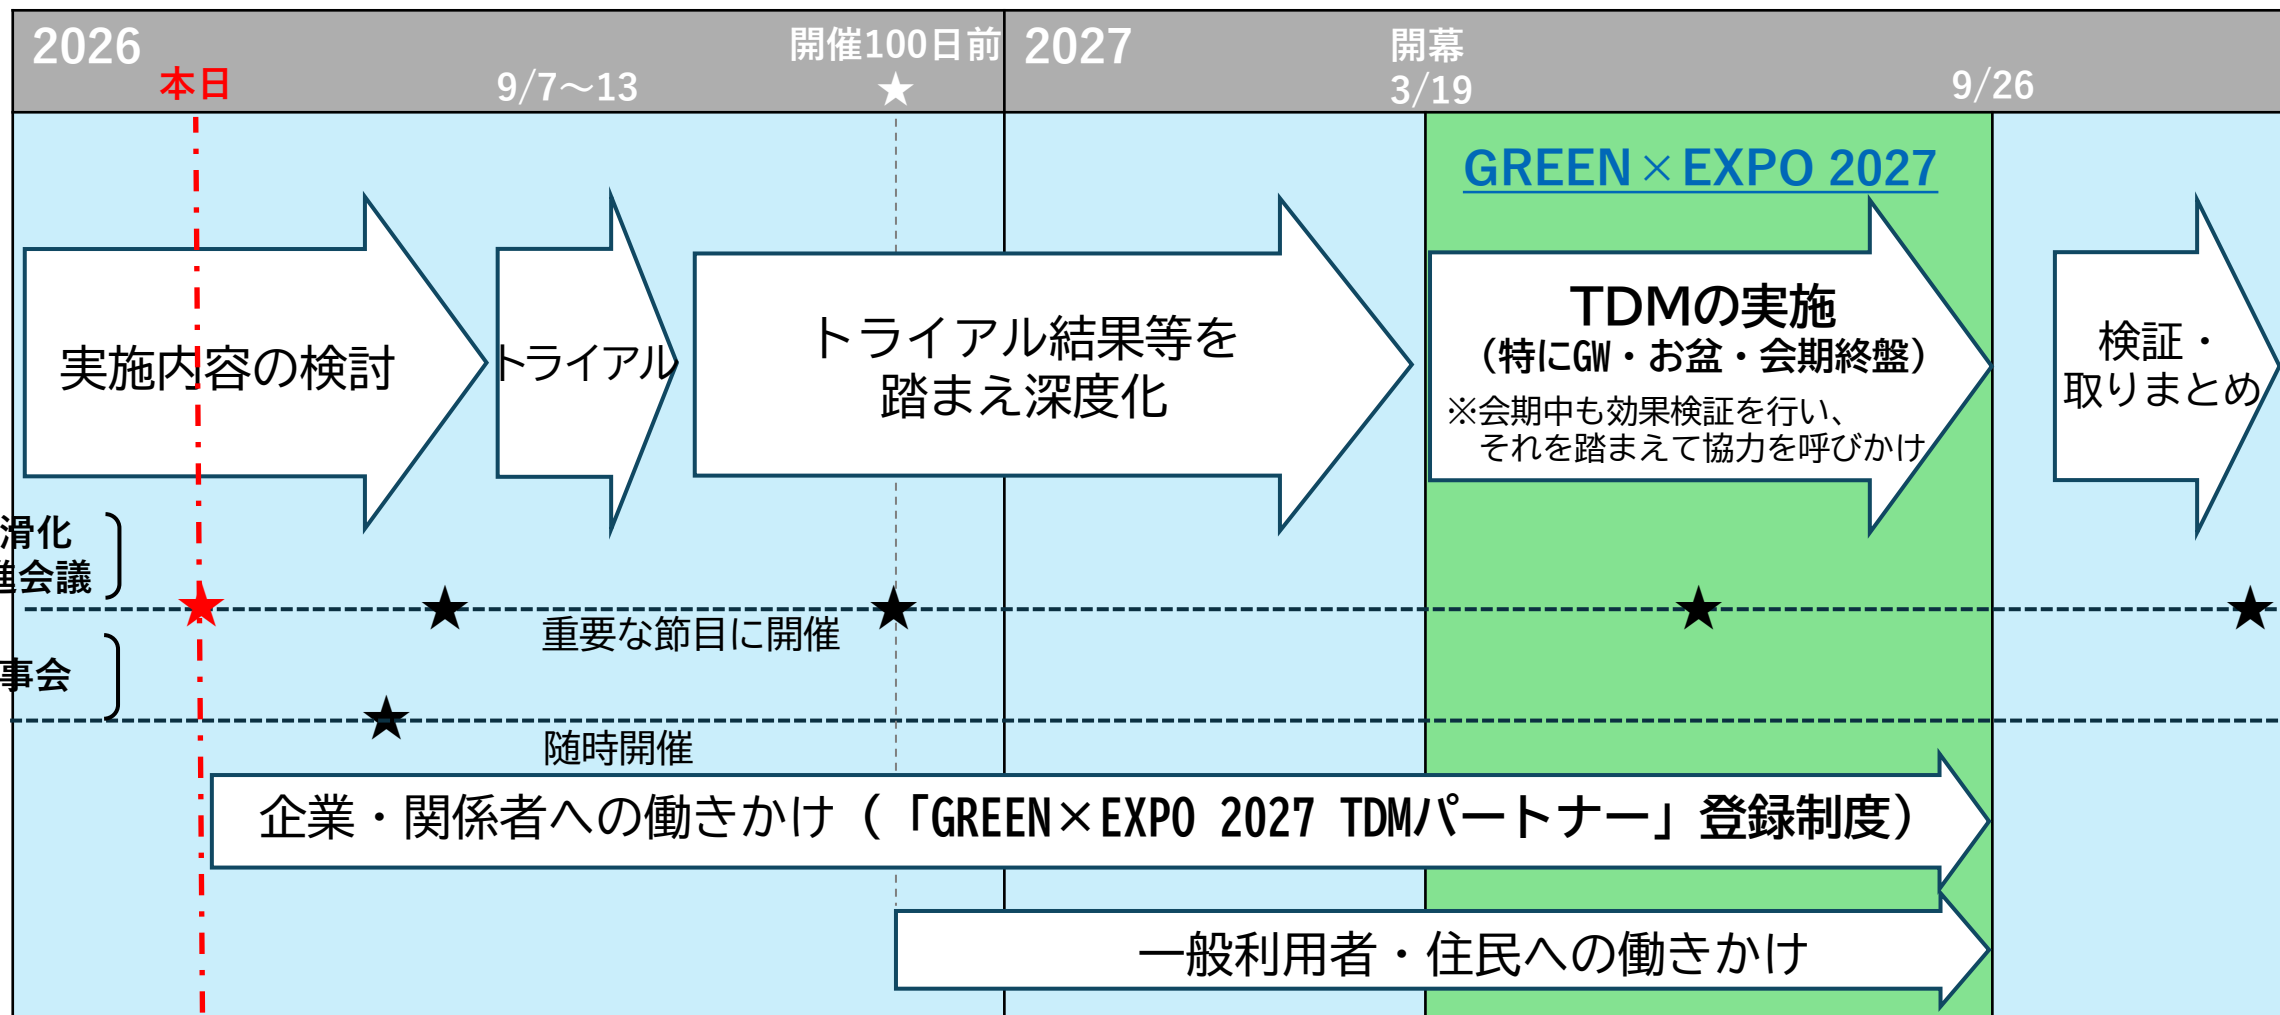 2026
本日
9/7～13
開催100日前
★
2027
開幕
3/19
9/26
GREEN×EXPO 2027
実施内容の検討
トライアル
トライアル結果等を
踏まえ深度化
TDMの実施
（特にGW・お盆・会期終盤）
※会期中も効果検証を行い、
それを踏まえて協力を呼びかけ
検証・
取りまとめ
滑化
進会議
重要な節目に開催
事会
随時開催
企業・関係者への働きかけ（「GREEN×EXPO 2027 TDMパートナー」登録制度）
一般利用者・住民への働きかけ